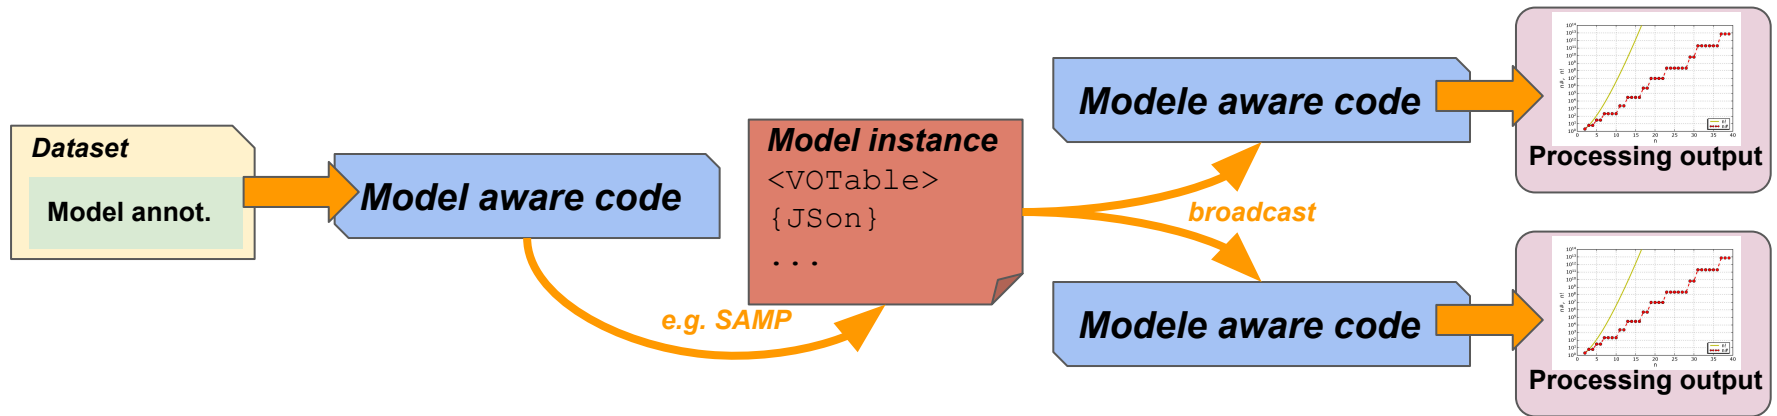 Dataset
Model annot.
Model aware code
e.g. SAMP
Model instance
<VOTable>
{JSon}
...
broadcast
Modele aware code
Processing output
Modele aware code
Processing output